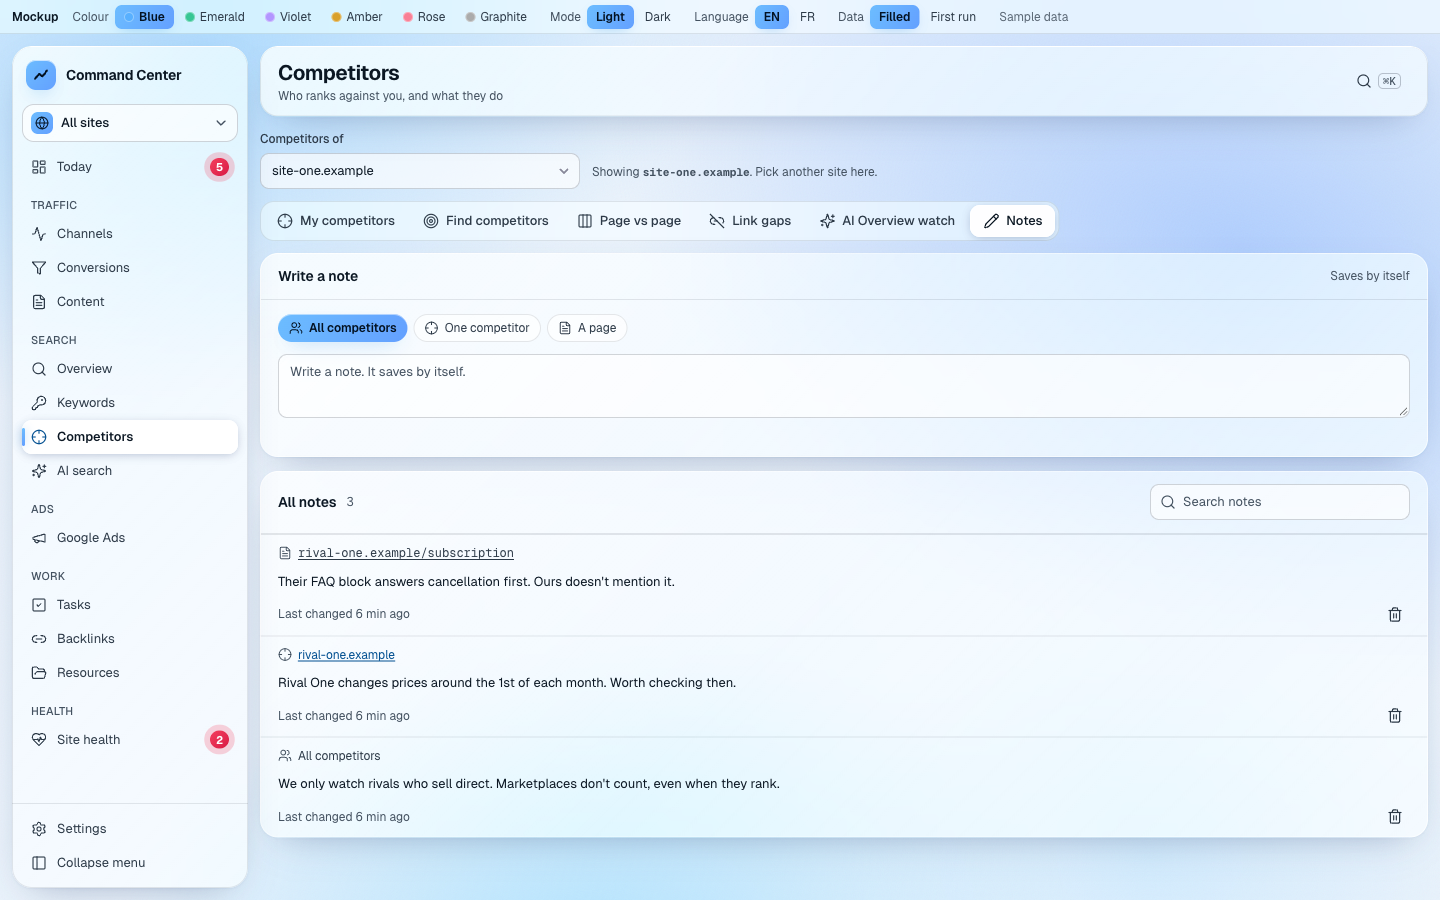 Mockup Colour Blue Emerald Violet Amber Rose Graphite Mode Light Dark Language EN FR Data Filled First run Sample data
Command Center
All sites
Today 5
TRAFFIC
Channels
Conversions
Content
SEARCH
Overview
Keywords
Competitors
AI search
ADS
Google Ads
WORK
Tasks
Backlinks
Resources
HEALTH
Site health 2
Settings
Collapse menu
Competitors
Who ranks against you, and what they do
⌘K
Competitors of
site-one.example
Showing site-one.example. Pick another site here.
My competitors Find competitors Page vs page Link gaps AI Overview watch Notes
Write a note
Saves by itself
All competitors One competitor A page
Write a note. It saves by itself.
All notes 3
Search notes
rival-one.example/subscription
Their FAQ block answers cancellation first. Ours doesn't mention it.
Last changed 6 min ago
rival-one.example
Rival One changes prices around the 1st of each month. Worth checking then.
Last changed 6 min ago
All competitors
We only watch rivals who sell direct. Marketplaces don't count, even when they rank.
Last changed 6 min ago